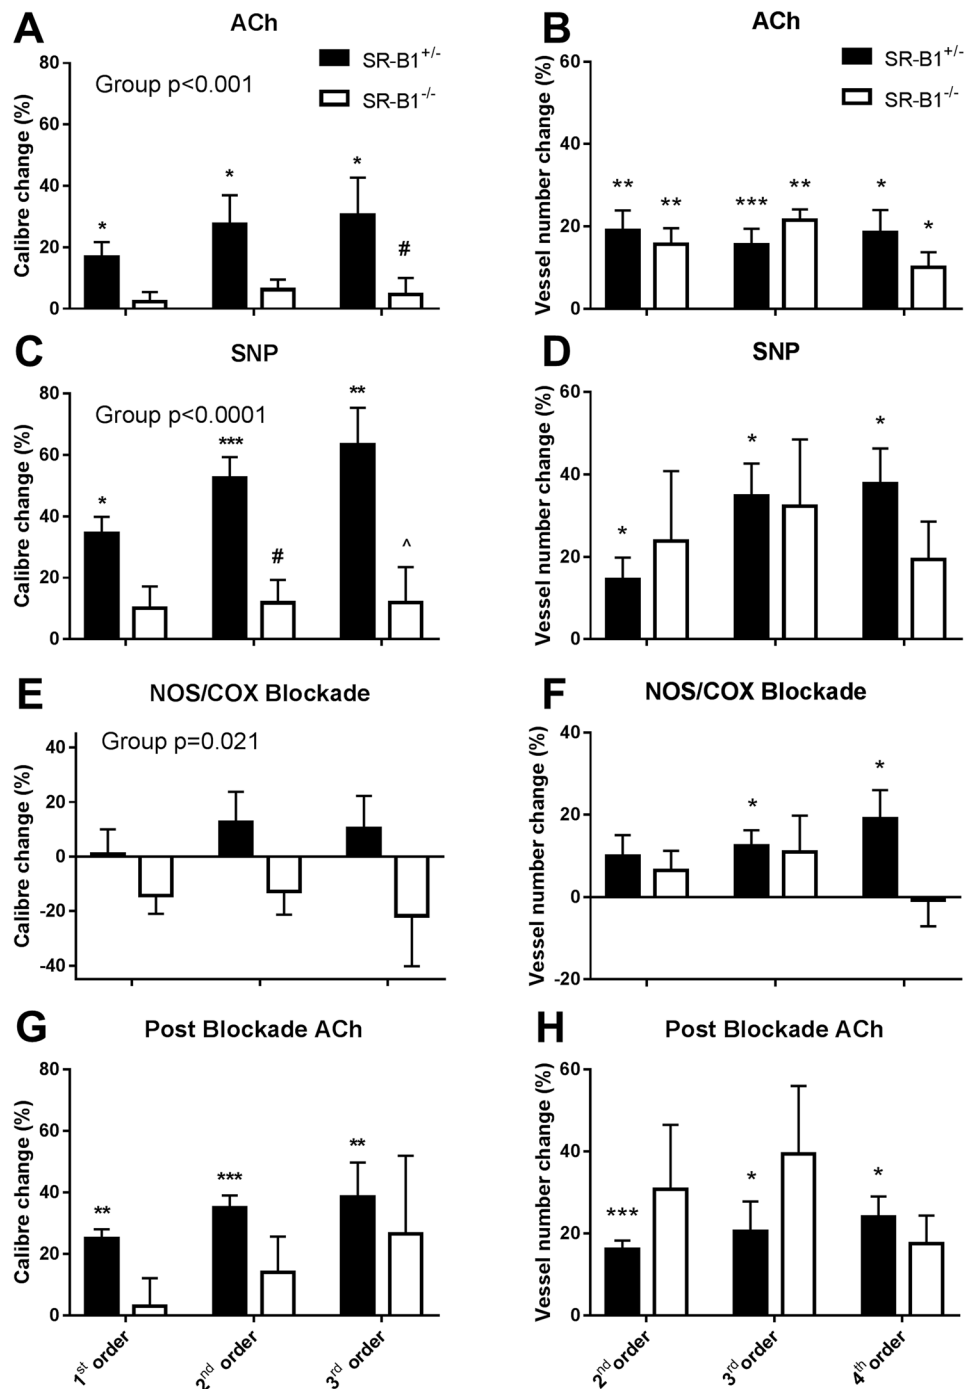 A
ACh
SR-B1+/-
SR-B1-/-
Group p<0.001
Calibre change (%)
80
60
40
20
0
*
*
*
#
B
ACh
SR-B1+/-
SR-B1-/-
Vessel number change (%)
60
40
20
0
**
**
***
**
*
*
C
SNP
Group p<0.0001
Calibre change (%)
80
60
40
20
0
*
***
#
**
^
D
SNP
Vessel number change (%)
60
40
20
0
*
*
*
E
NOS/COX Blockade
Group p=0.021
Calibre change (%)
40
20
0
-20
-40
F
NOS/COX Blockade
Vessel number change (%)
40
20
0
-20
*
*
G
Post Blockade ACh
Calibre change (%)
80
60
40
20
0
**
***
**
1st order
2nd order
3rd order
H
Post Blockade ACh
Vessel number change (%)
60
40
20
0
***
*
*
2nd order
3rd order
4th order